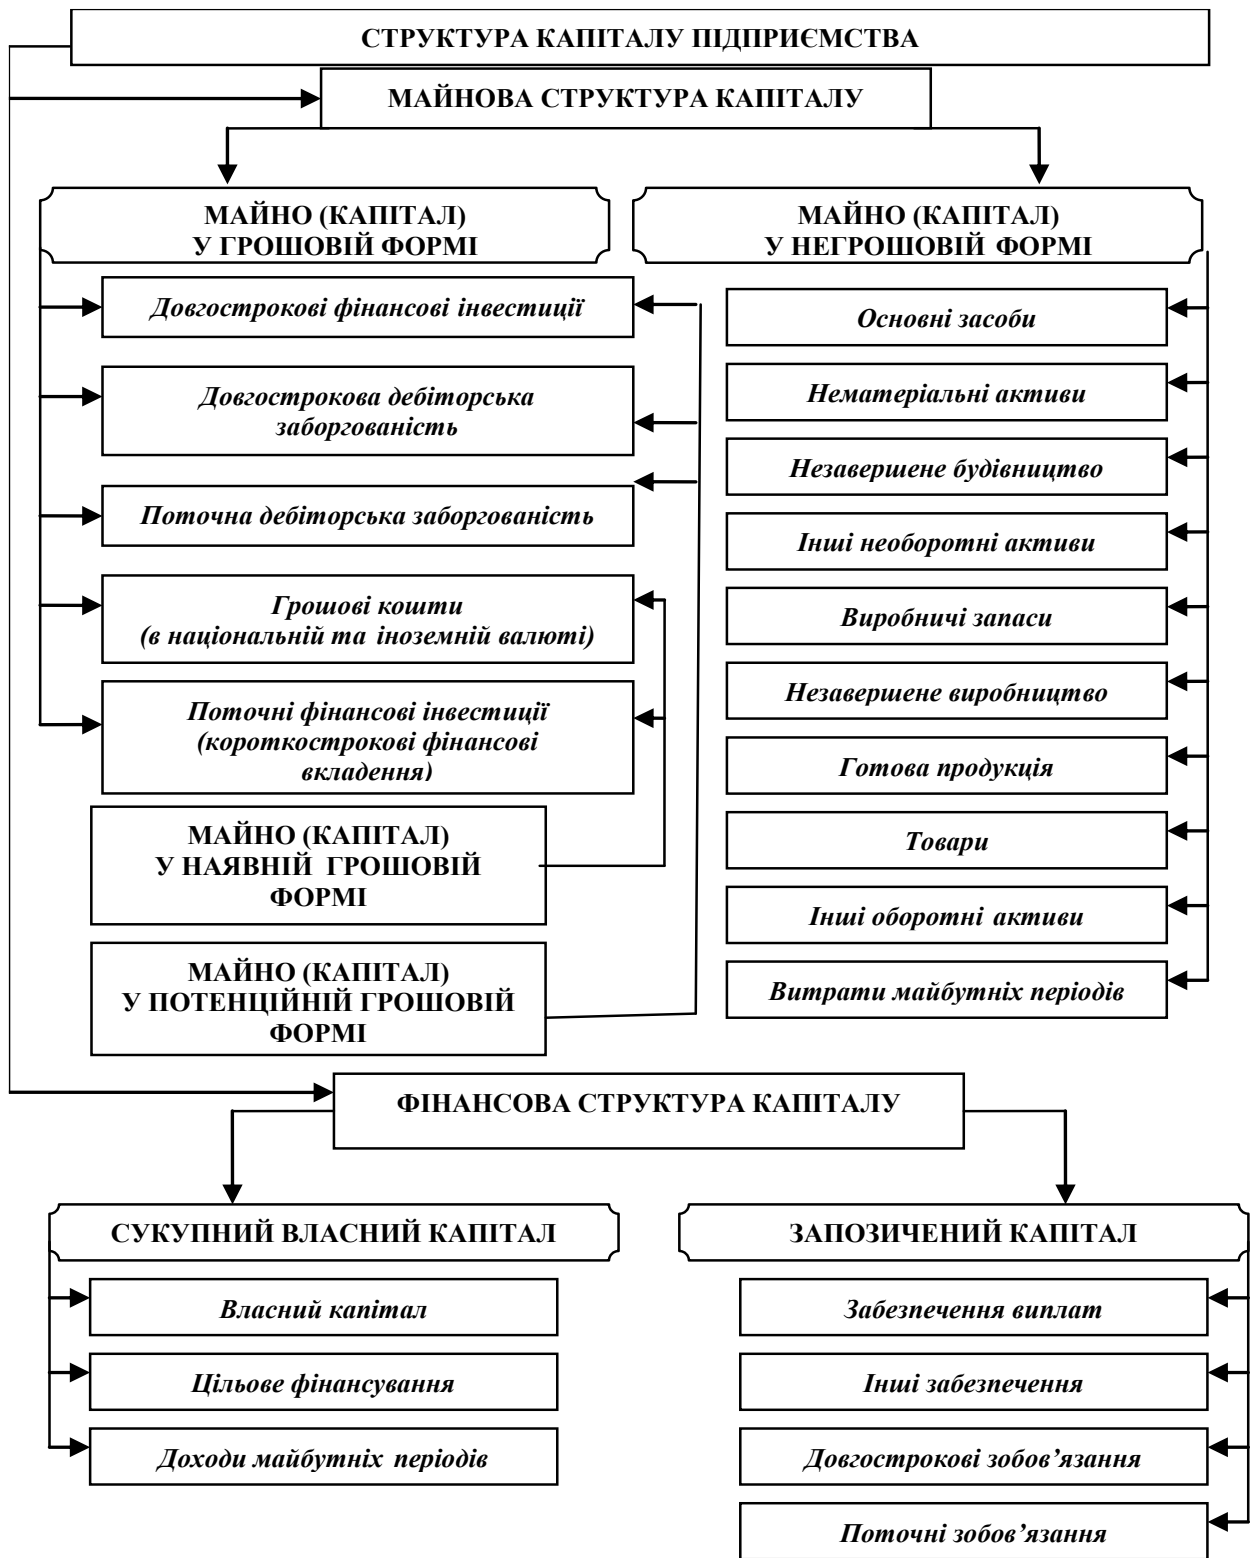 СТРУКТУРА КАПІТАЛУ ПІДПРИЄМСТВА
МАЙНОВА СТРУКТУРА КАПІТАЛУ
МАЙНО (КАПІТАЛ)
У ГРОШОВІЙ ФОРМІ
Довгострокові фінансові інвестиції
Довгострокова дебіторська
заборгованість
Поточна дебіторська заборгованість
Грошові кошти
(в національній та іноземній валюті)
Поточні фінансові інвестиції
(короткострокові фінансові
вкладення)
МАЙНО (КАПІТАЛ)
У НАЯВНІЙ ГРОШОВІЙ
ФОРМІ
МАЙНО (КАПІТАЛ)
У ПОТЕНІЦІЙНІЙ ГРОШОВІЙ
ФОРМІ
МАЙНО (КАПІТАЛ)
У НЕГРОШОВІЙ ФОРМІ
Основні засоби
Нематеріальні активи
Незавершене будівництво
Інші необоротні активи
Виробничі запаси
Незавершене виробництво
Готова продукція
Товари
Інші оборотні активи
Витрати майбутніх періодів
ФІНАНСОВА СТРУКТУРА КАПІТАЛУ
СУКУПНИЙ ВЛАСНИЙ КАПІТАЛ
Власний капітал
Цільове фінансування
Доходи майбутніх періодів
ЗАПОЗИЧЕНИЙ КАПІТАЛ
Забезпечення виплат
Інші забезпечення
Довгострокові зобов’язання
Поточні зобов’язання